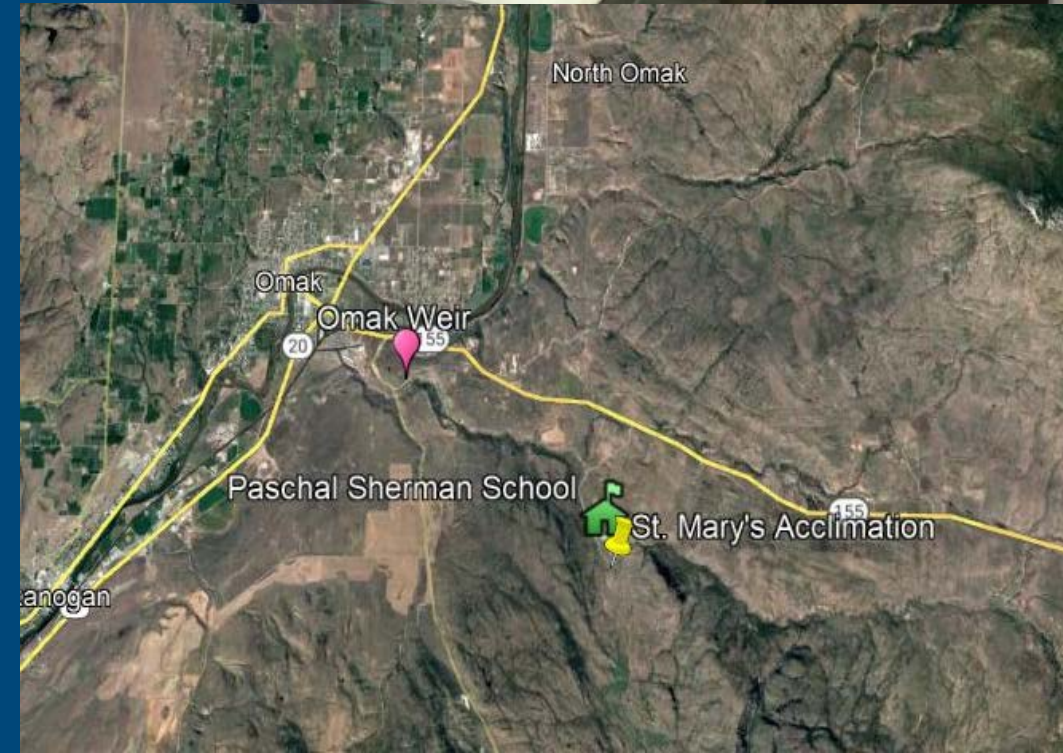 North Omak
Omak
Omak Weir
20
155
Paschal Sherman School
155
St. Mary's Acclimation
anogan